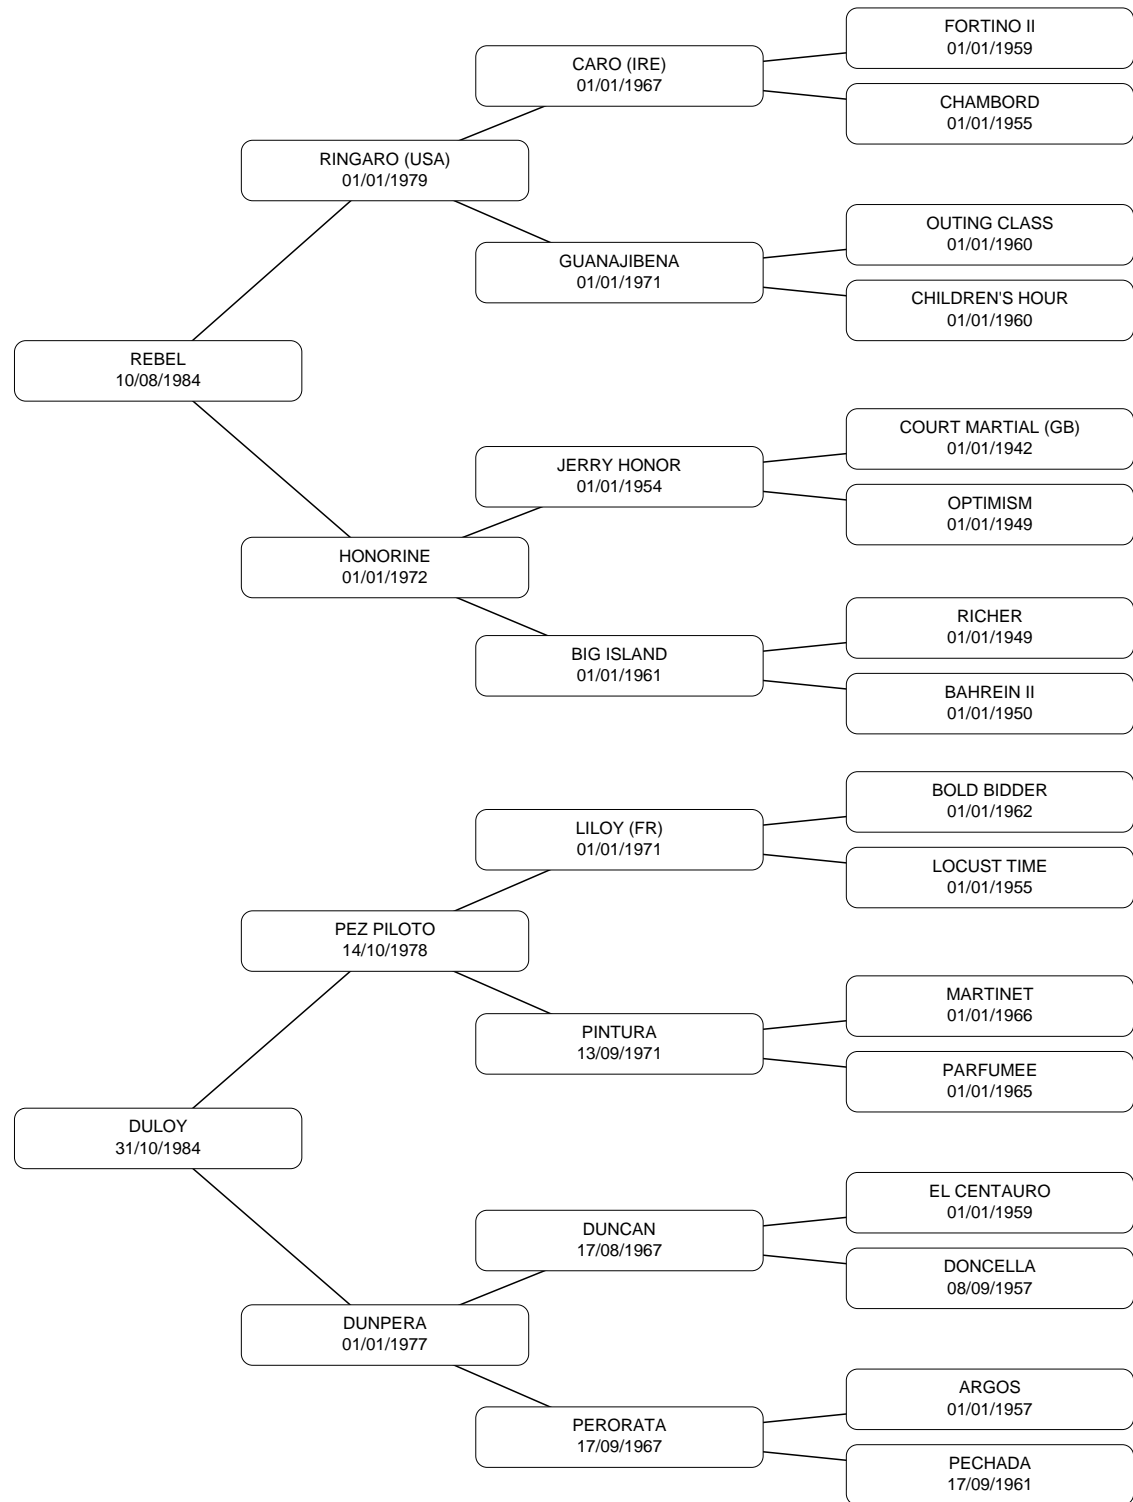 FORTINO II
01/01/1959
CARO (IRE)
01/01/1967
CHAMBORD
01/01/1955
RINGARO (USA)
01/01/1979
OUTING CLASS
01/01/1960
GUANAJIBENA
01/01/1971
CHILDREN'S HOUR
01/01/1960
REBEL
10/08/1984
COURT MARTIAL (GB)
01/01/1942
JERRY HONOR
01/01/1954
OPTIMISM
01/01/1949
HONORINE
01/01/1972
RICHER
01/01/1949
BIG ISLAND
01/01/1961
BAHREIN II
01/01/1950
BOLD BIDDER
01/01/1962
LILOY (FR)
01/01/1971
LOCUST TIME
01/01/1955
PEZ PILOTO
14/10/1978
MARTINET
01/01/1966
PINTURA
13/09/1971
PARFUMEE
01/01/1965
DULOY
31/10/1984
EL CENTAURO
01/01/1959
DUNCAN
17/08/1967
DONCELLA
08/09/1957
DUNPERA
01/01/1977
ARGOS
01/01/1957
PERORATA
17/09/1967
PECHADA
17/09/1961